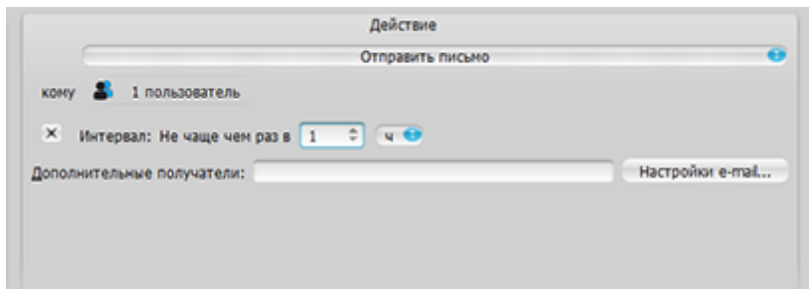 Действие
Отправить письмо
кому 1 пользователь
Интервал: Не чаще чем раз в 1 ч
Дополнительные получатели: Настройки e-mail...